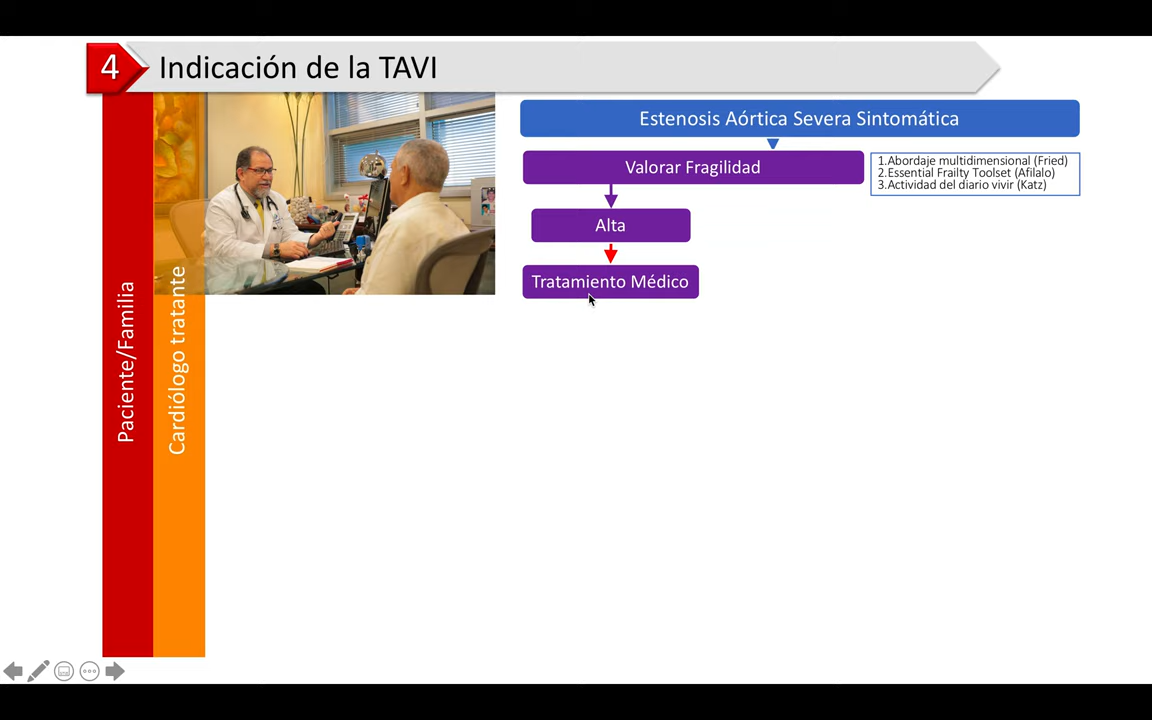 4
Indicación de la TAVI
Estenosis Aórtica Severa Sintomática
Valorar Fragilidad
1.Abordaje multidimensional (Fried)
2.Essential Frailty Toolset (Afilalo)
3.Actividad del diario vivir (Katz)
Alta
Tratamiento Médico
Paciente/Familia
Cardiólogo tratante